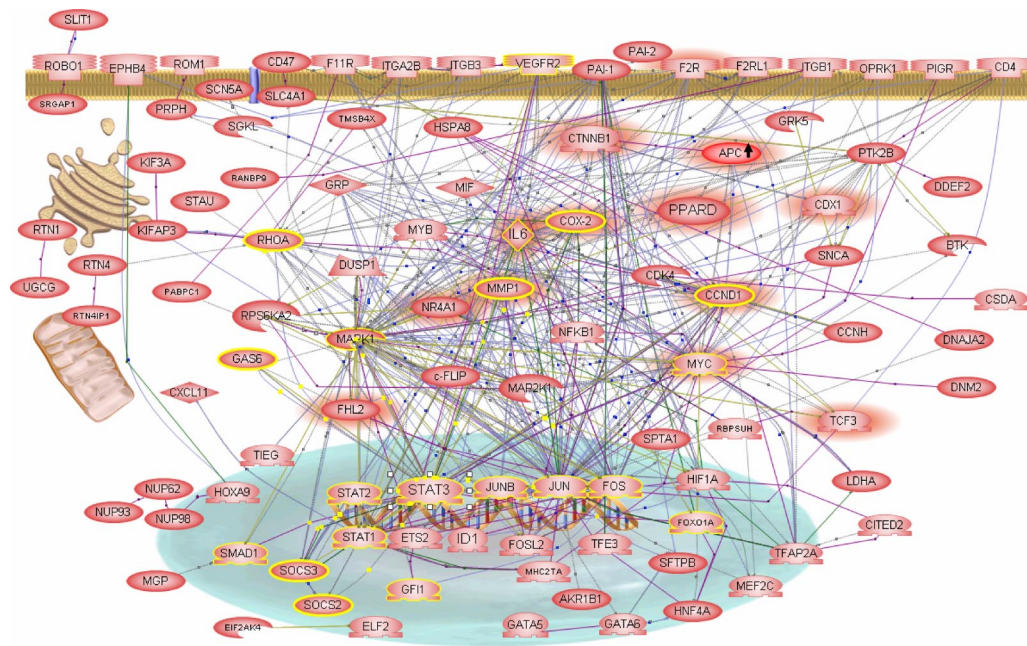 SLIT1
PAI-2
ROBO1
EPHB4
ROM1
CD47
F11R
ITGA2B
ITGB3
VEGFR2
PAI-1
F2R
F2RL1
ITGB1
OPRK1
PIGR
CD4
SCN5A
SLC4A1
SRGAP1
PRPH
SGKL
TMSB4X
HSPA8
CTNNB1
GRK5
APC
PTK2B
KIF3A
RANBP9
GRP
MIF
DDEF2
STAU
PPARD
CDX1
RTN1
KIFAP3
RHOA
MYB
IL6
COX-2
BTK
RTN4
DUSP1
SNCA
UGCG
PABPC1
NR4A1
MMP1
CDK4
CCND1
CSDA
RTN4IP1
RPS6KA2
MAPK1
NFKB1
CCNH
DNAJA2
GAS6
MYC
CXCL11
c-FLIP
MAP2K1
DNM2
FHL2
TCF3
TIEG
SPTA1
RBPSUH
NUP62
HOXA9
STAT2
STAT3
JUNB
JUN
FOS
HIF1A
LDHA
NUP93
NUP98
STAT1
ETS2
ID1
FOSL2
TFE3
FOXO1A
CITED2
SMAD1
TFAP2A
MGP
SOCS3
GFI1
MHC2TA
SFTPB
MEF2C
SOCS2
AKR1B1
HNF4A
EIF2AK4
ELF2
GATA5
GATA6